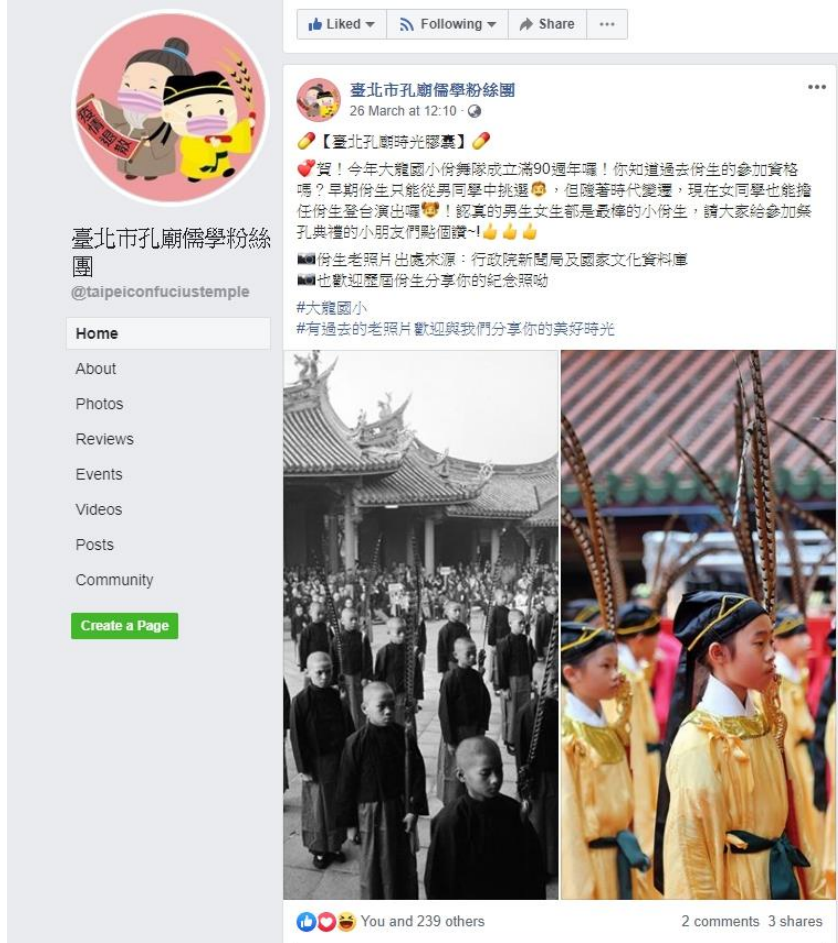 Liked
Following
Share
臺北市孔廟儒學粉絲團
26 March at 12:10
【臺北孔廟時光膠囊】
賀！今年大龍國小佾舞隊成立滿90週年囉！你知道過去佾生的參加資格
嗎？早期佾生只能從男同學中挑選，但隨著時代變遷，現在女同學也能擔
任佾生登台演出囉！認真的男生女生都是最棒的小佾生，請大家給參加祭
孔典禮的小朋友們點個讚~!
佾生老照片出處來源：行政院新聞局及國家文化資料庫
也歡迎歷屆佾生分享你的紀念照呦
#大龍國小
#有過去的老照片歡迎與我們分享你的美好時光
You and 239 others
2 comments 3 shares
臺北市孔廟儒學粉絲
團
@taipeiconfuciustemple
Home
About
Photos
Reviews
Events
Videos
Posts
Community
Create a Page